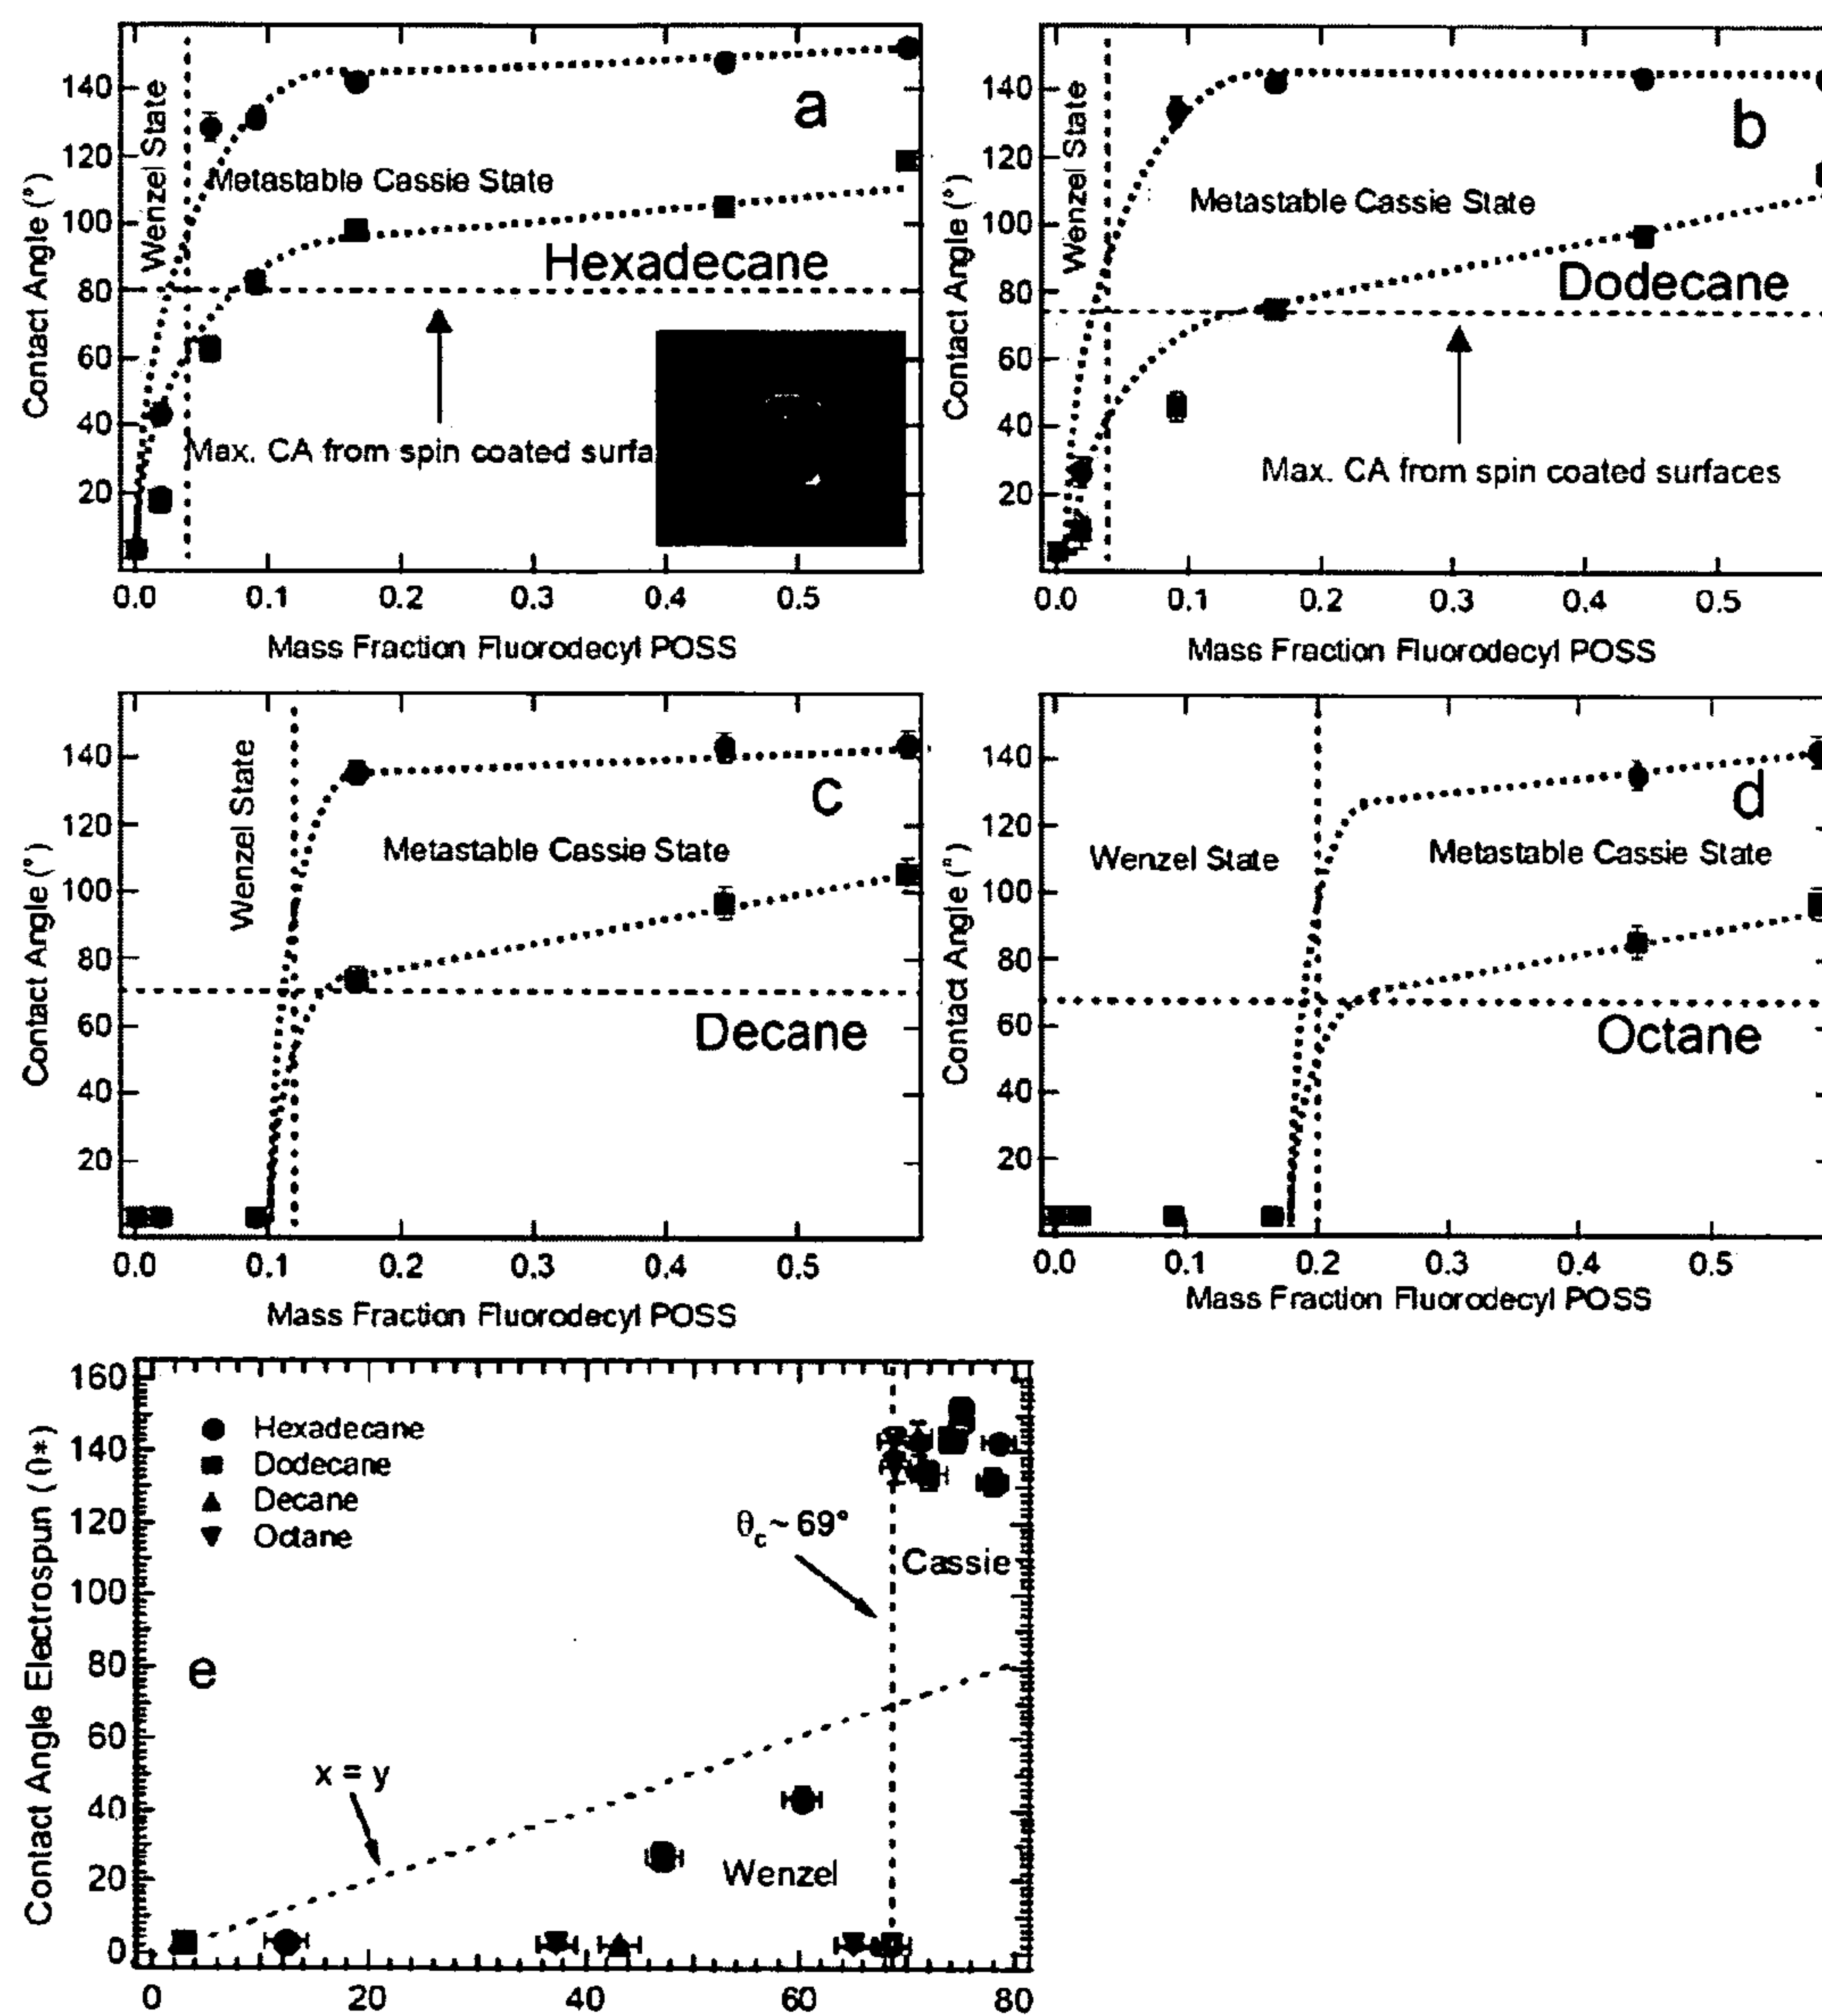 140
120
100
80
60
40
20
0.0 0.1 0.2 0.3 0.4 0.5
Contact Angle (°)
Mass Fraction Fluorodecyl POSS
Wenzel State
a
Metastable Cassie State
Hexadecane
Max. CA from spin coated surfa
140
120
100
80
60
40
20
0.0 0.1 0.2 0.3 0.4 0.5
Contact Angle (°)
Mass Fraction Fluorodecyl POSS
Wenzel State
b
Metastable Cassie State
Dodecane
Max. CA from spin coated surfaces
140
120
100
80
60
40
20
0.0 0.1 0.2 0.3 0.4 0.5
Contact Angle (°)
Mass Fraction Fluorodecyl POSS
Wenzel State
c
Metastable Cassie State
Decane
140
120
100
80
60
40
20
0.0 0.1 0.2 0.3 0.4 0.5
Contact Angle (°)
Mass Fraction Fluorodecyl POSS
d
Wenzel State
Metastable Cassie State
Octane
160
140
120
100
80
60
40
20
0
0 20 40 60 80
Contact Angle Electrospun (θ*)
Hexadecane
Dodecane
Decane
Octane
θc ~ 69°
Cassie
e
x = y
Wenzel